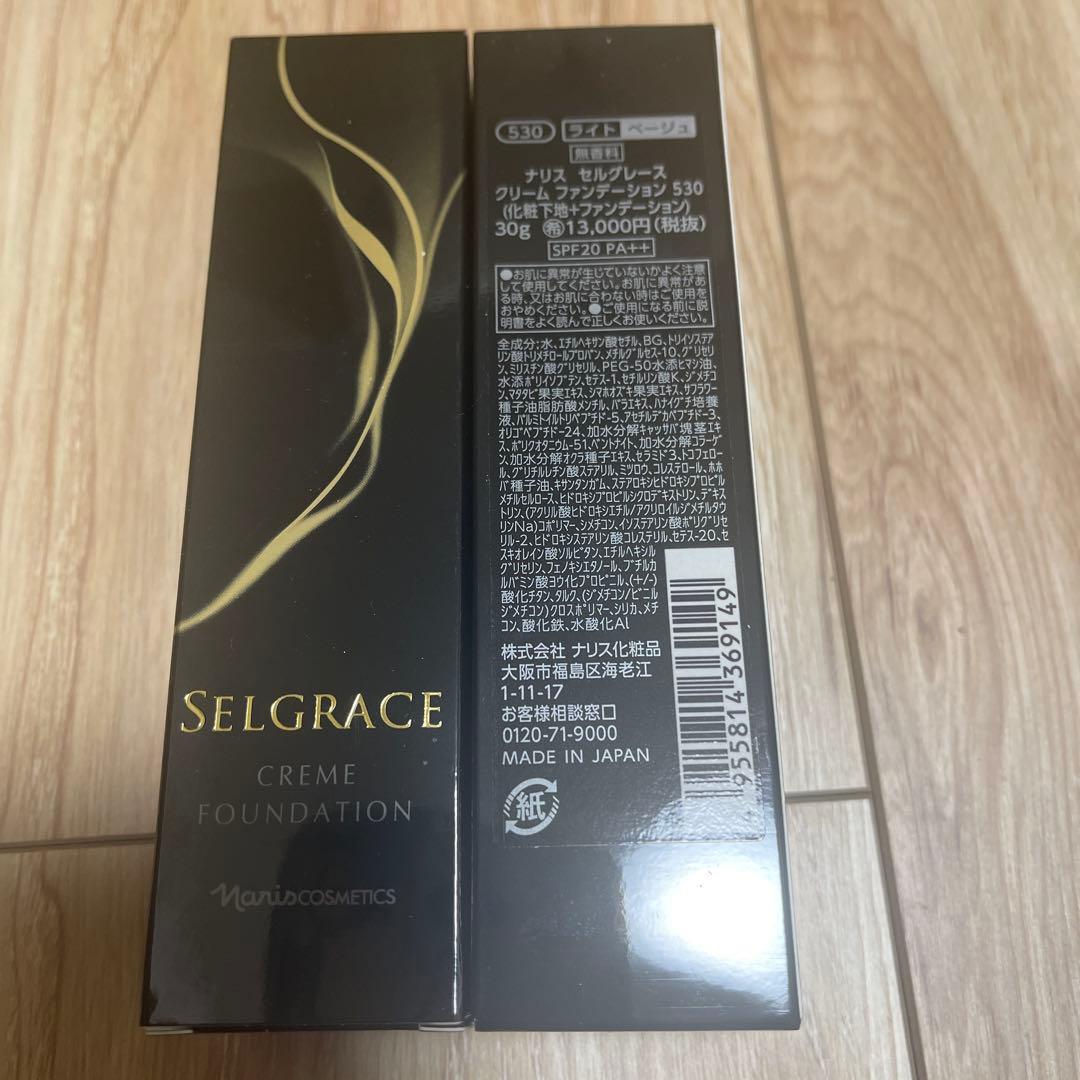 SELGRACE
CREME
FOUNDATION
nariscosmetics
530 ライト ベージュ
無香料
ナリス セルグレース
クリーム ファンデーション 530
(化粧下地+ファンデーション)
30g ㊝13,000円(税抜)
SPF20 PA++
●お肌に異常が生じていないかよく注意
して使用してください。お肌に異常があ
る時、又はお肌に合わない時はご使用を
おやめください。●ご使用になる前に説
明書をよく読んで正しくお使いください。
全成分:水、エチルヘキサン酸セチル、BG、トリイソステア
リン酸トリメチロールプロパン、メチルグルセス-10、グリセリ
ン、ミリスチン酸グリセリル、PEG-50水添ヒマシ油、
水添ポリイソブテン、セテス-1、セチルリン酸K、ジメチコ
ン、マタタビ果実エキス、シマホオズキ果実エキス、サフラワー
種子油脂肪酸メンチル、バラエキス、ハナイグチ培養
液、パルミトイルトリペプチド-5、アセチルデカペプチド-3、
オリゴペプチド-24、加水分解キャッサバ塊茎エキ
ス、ポリクオタニウム-51、ベントナイト、加水分解コラーゲ
ン、加水分解オクラ種子エキス、セラミド3、トコフェロー
ル、グリチルレチン酸ステアリル、ミツロウ、コレステロール、ホホ
バ種子油、キサンタンガム、ステアロキシヒドロキシプロピル
メチルセルロース、ヒドロキシプロピルシクロデキストリン、デキス
トリン、(アクリル酸ヒドロキシエチル/アクリロイルジメチルタウ
リンNa)コポリマー、シメチコン、イソステアリン酸ポリグリセ
リル-2、ヒドロキシステアリン酸コレステリル、セテス-20、セ
スキオレイン酸ソルビタン、エチルヘキシル
グリセリン、フェノキシエタノール、ブチルカ
ルバミン酸ヨウ化プロピニル、(+/-)
酸化チタン、タルク、(ジメチコン/ビニル
ジメチコン)クロスポリマー、シリカ、メチ
コン、酸化鉄、水酸化Al
株式会社 ナリス化粧品
大阪市福島区海老江
1-11-17
お客様相談窓口
0120-71-9000
MADE IN JAPAN
紙
955814 369149